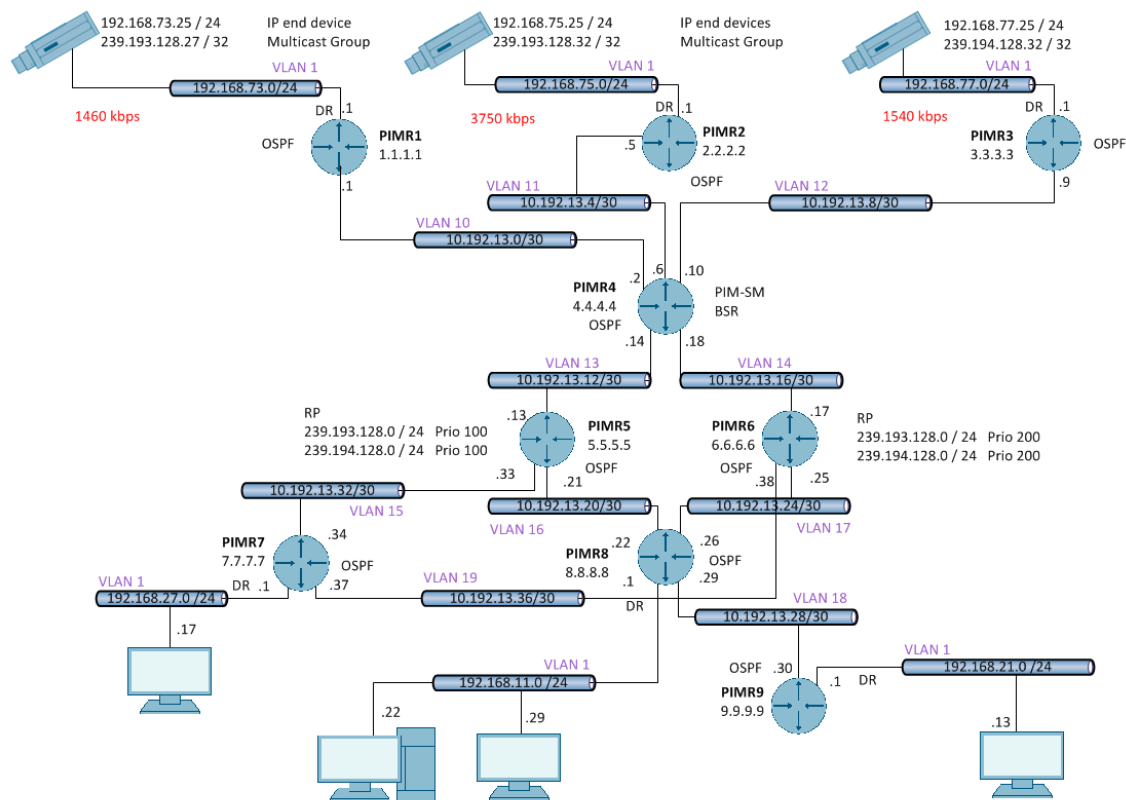 192.168.73.25 / 24
239.193.128.27 / 32
IP end device
Multicast Group
192.168.75.25 / 24
239.193.128.32 / 32
IP end devices
Multicast Group
192.168.77.25 / 24
239.194.128.32 / 32
VLAN 1
192.168.73.0/24
VLAN 1
192.168.75.0/24
VLAN 1
192.168.77.0/24
1460 kbps
DR
.1
3750 kbps
DR
.1
1540 kbps
DR
.1
OSPF
PIMR1
1.1.1.1
.1
.5
PIMR2
2.2.2.2
OSPF
PIMR3
3.3.3.3
OSPF
.9
VLAN 11
10.192.13.4/30
VLAN 12
10.192.13.8/30
VLAN 10
10.192.13.0/30
.2
.6
.10
PIMR4
4.4.4.4
OSPF
PIM-SM
BSR
.14
.18
VLAN 13
10.192.13.12/30
VLAN 14
10.192.13.16/30
RP
239.193.128.0 / 24 Prio 100
239.194.128.0 / 24 Prio 100
.13
PIMR5
5.5.5.5
OSPF
.33
.21
.17
PIMR6
6.6.6.6
OSPF
.38
.25
RP
239.193.128.0 / 24 Prio 200
239.194.128.0 / 24 Prio 200
10.192.13.32/30
VLAN 15
10.192.13.20/30
VLAN 16
10.192.13.24/30
VLAN 17
PIMR7
7.7.7.7
.34
OSPF
.37
PIMR8
8.8.8.8
.22
.26
OSPF
.29
.1
DR
VLAN 1
192.168.27.0 /24
DR
.1
VLAN 19
10.192.13.36/30
VLAN 18
10.192.13.28/30
.17
VLAN 1
192.168.11.0 /24
OSPF
.30
PIMR9
9.9.9.9
.1
DR
VLAN 1
192.168.21.0 /24
.22
.29
.13